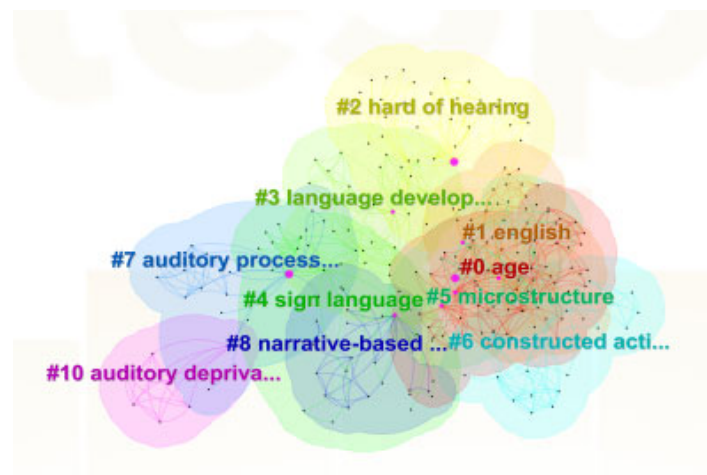 #2 hard of hearing
#3 language develop...
#1 english
#7 auditory process...
#0 age
#4 sign language
#5 microstructure
#8 narrative-based ...
#6 constructed acti...
#10 auditory depriva...